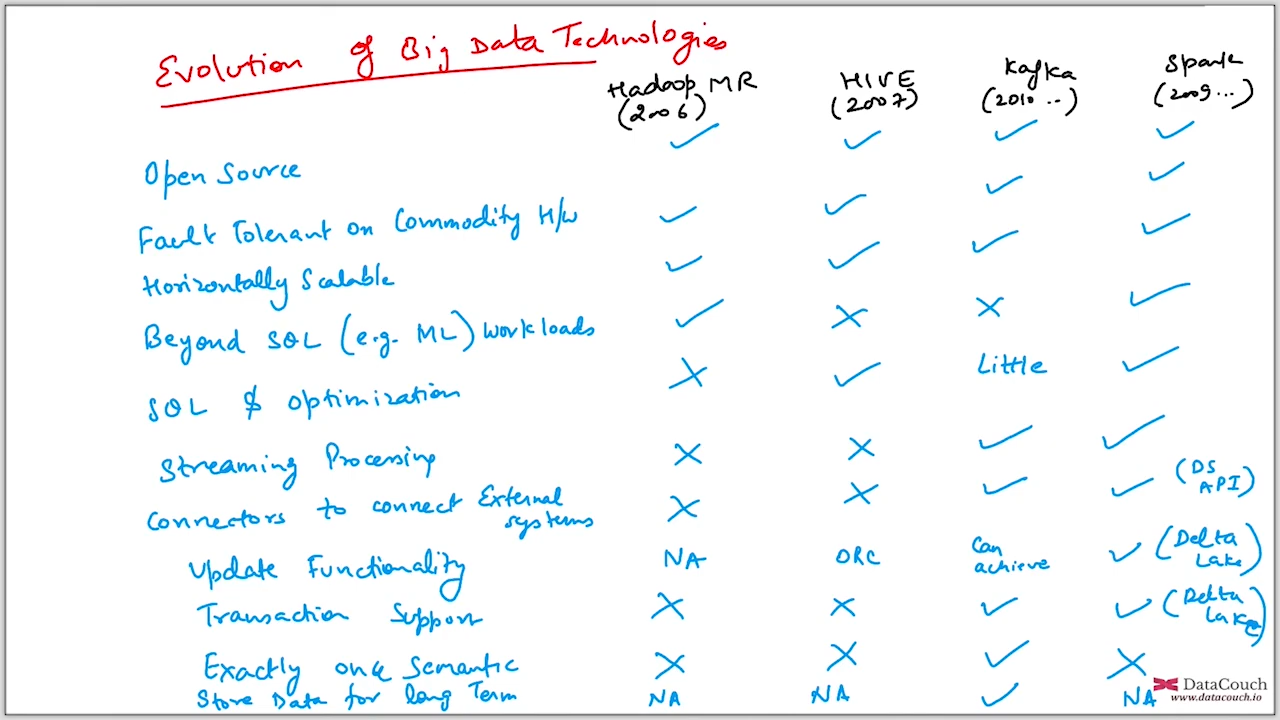 Evolution of Big Data Technologies
Hadoop MR HIVE Kafka Spark
(2006) (2007) (2010 ..) (2009 ...)
Open Source ✓ ✓ ✓ ✓
Fault Tolerant on Commodity H/w ✓ ✓ ✓ ✓
Horizontally Scalable ✓ ✓ ✓ ✓
Beyond SQL (e.g. ML) workloads ✓ ✗ ✗ ✓
SQL & optimization ✗ ✓ Little ✓
Streaming Processing ✗ ✗ ✓ ✓
Connectors to connect External systems ✗ ✗ ✓ ✓ (DS API)
Update Functionality NA ORC Can achieve ✓ (Delta Lake)
Transaction Support ✗ ✗ ✓ ✓ (Delta Lake)
Exactly once Semantic ✗ ✗ ✓ ✗
Store Data for long Term NA NA ✓ NA
DataCouch
www.datacouch.io